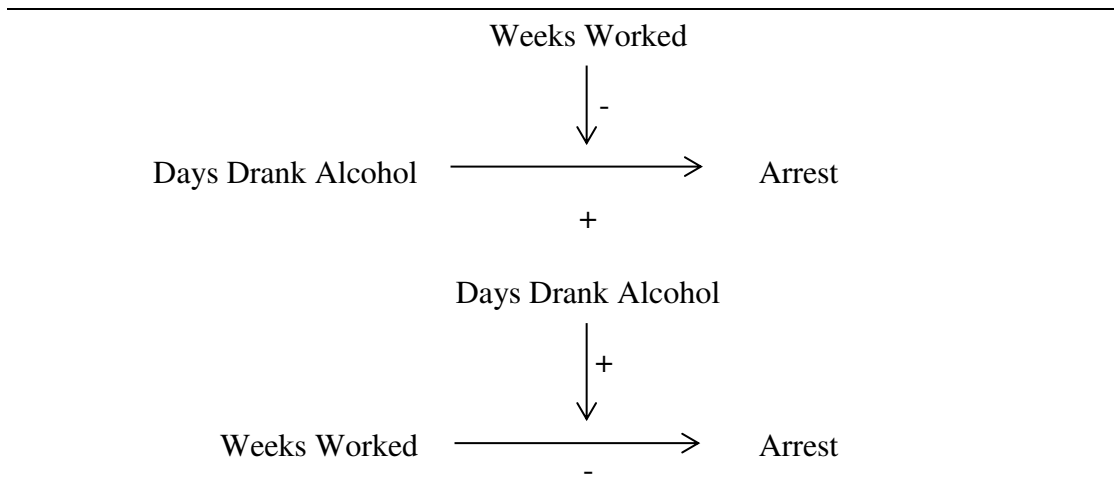 Weeks Worked
-
Days Drank Alcohol Arrest
+
Days Drank Alcohol
+
Weeks Worked Arrest
-